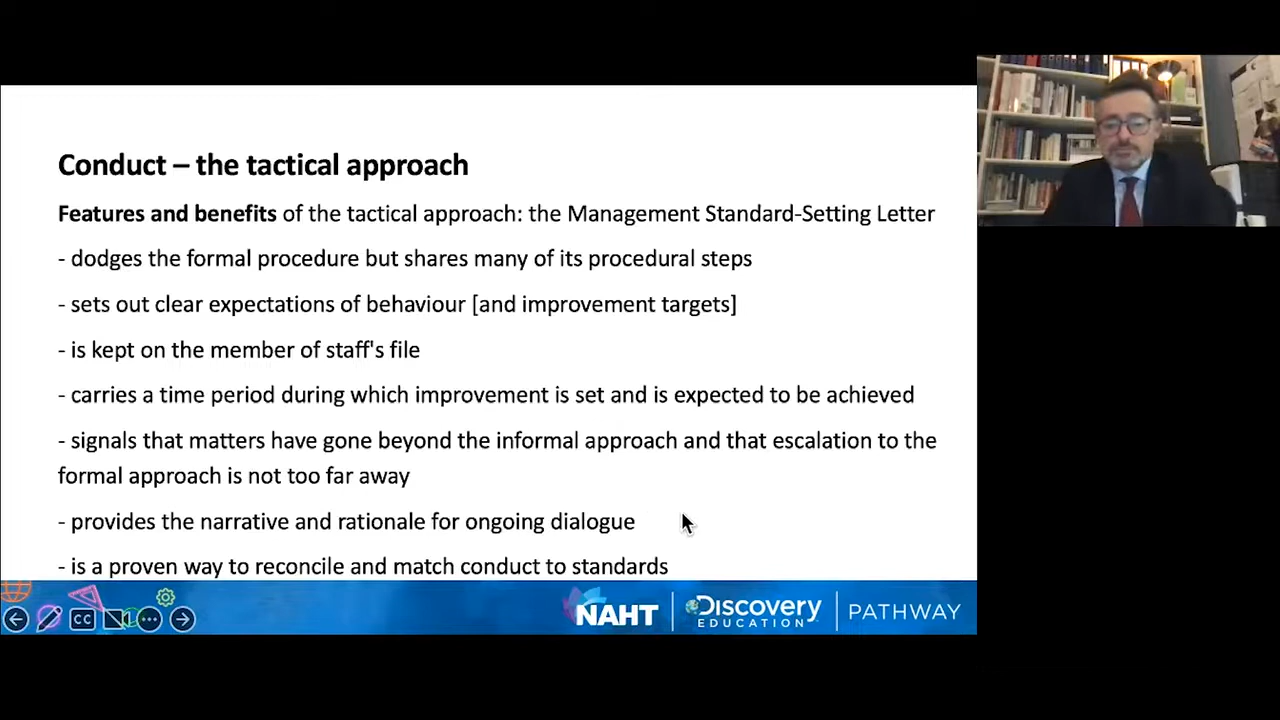 Conduct – the tactical approach
Features and benefits of the tactical approach: the Management Standard-Setting Letter
- dodges the formal procedure but shares many of its procedural steps
- sets out clear expectations of behaviour [and improvement targets]
- is kept on the member of staff's file
- carries a time period during which improvement is set and is expected to be achieved
- signals that matters have gone beyond the informal approach and that escalation to the
formal approach is not too far away
- provides the narrative and rationale for ongoing dialogue
- is a proven way to reconcile and match conduct to standards
CC
NAHT
Discovery
EDUCATION
PATHWAY